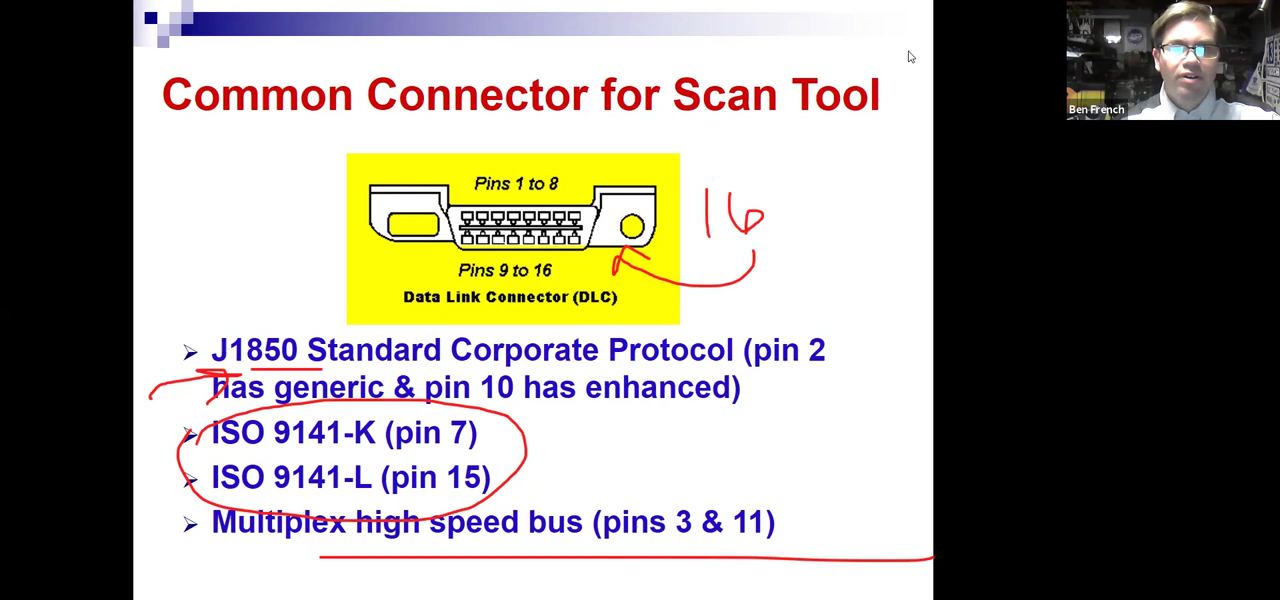 Common Connector for Scan Tool
Pins 1 to 8
16
Pins 9 to 16
Data Link Connector (DLC)
J1850 Standard Corporate Protocol (pin 2
has generic & pin 10 has enhanced)
ISO 9141-K (pin 7)
ISO 9141-L (pin 15)
Multiplex high speed bus (pins 3 & 11)
Ben French